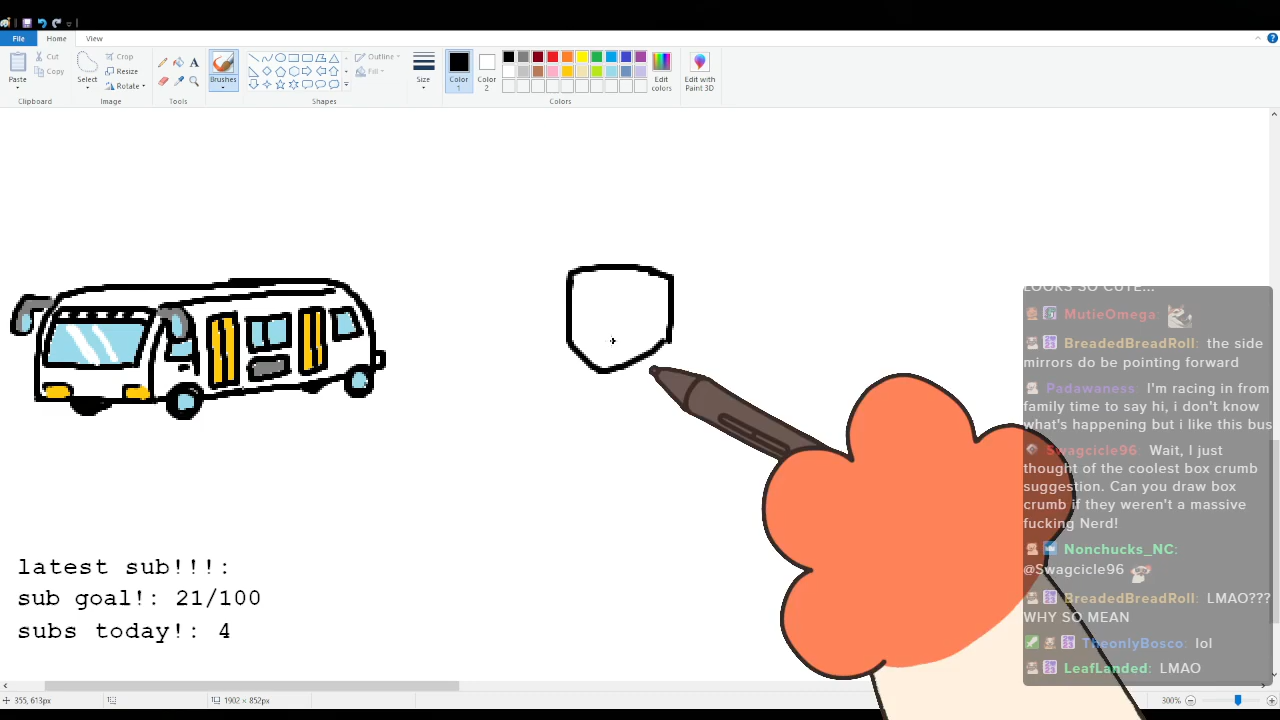 File
Home
View
Cut
Copy
Paste
Clipboard
Crop
Resize
Rotate
Select
Image
Tools
Brushes
Outline
Fill
Shapes
Size
Color 1
Color 2
Edit colors
Colors
Edit with Paint 3D
LOOKS SO CUTE...
MutieOmega:
BreadedBreadRoll: the side
mirrors do be pointing forward
Padawaness: I'm racing in from
family time to say hi, i don't know
what's happening but i like this bus
Swagcicle96: Wait, I just
thought of the coolest box crumb
suggestion. Can you draw box
crumb if they weren't a massive
fucking Nerd!
Nonchucks_NC:
@Swagcicle96
BreadedBreadRoll: LMAO???
WHY SO MEAN
TheonlyBosco: lol
LeafLanded: LMAO
latest sub!!!:
sub goal!: 21/100
subs today!: 4
355, 613px
1902 × 852px
300%